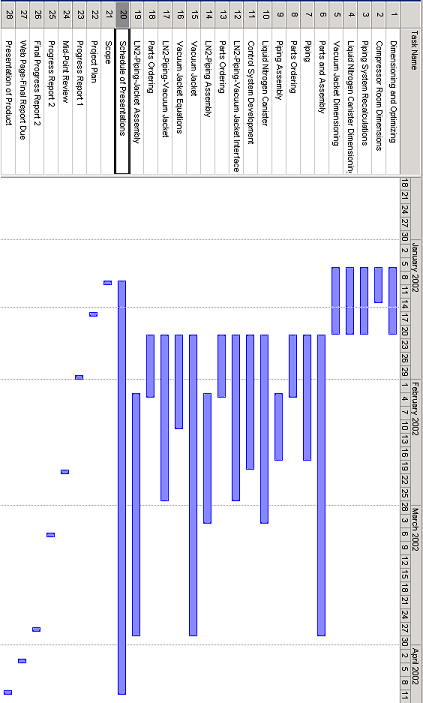 Task Name
January 2002
February 2002
March 2002
April 2002
18 21 24 27 30 2 5 8 11 14 17 20 23 26 29 1 4 7 10 13 16 19 22 25 28 3 6 9 12 15 18 21 24 27 30 2 5 8 11
1 Dimensioning and Optimizing
2 Compressor Room Dimensions
3 Piping System Recalculations
4 Liquid Nitrogen Canister Dimensioning
5 Vacuum Jacket Dimensioning
6 Parts and Assembly
7 Piping
8 Parts Ordering
9 Piping Assembly
10 Liquid Nitrogen Canister
11 Control System Development
12 LN2-Piping-Vacuum Jacket Interface
13 Parts Ordering
14 LN2-Piping Assembly
15 Vacuum Jacket
16 Vacuum Jacket Equations
17 LN2-Piping-Vacuum Jacket
18 Parts Ordering
19 LN2-Piping-Jacket Assembly
20 Schedule of Presentations
21 Scope
22 Project Plan
23 Progress Report 1
24 Mid-Point Review
25 Progress Report 2
26 Final Progress Report 2
27 Web Page-Final Report Due
28 Presentation of Product